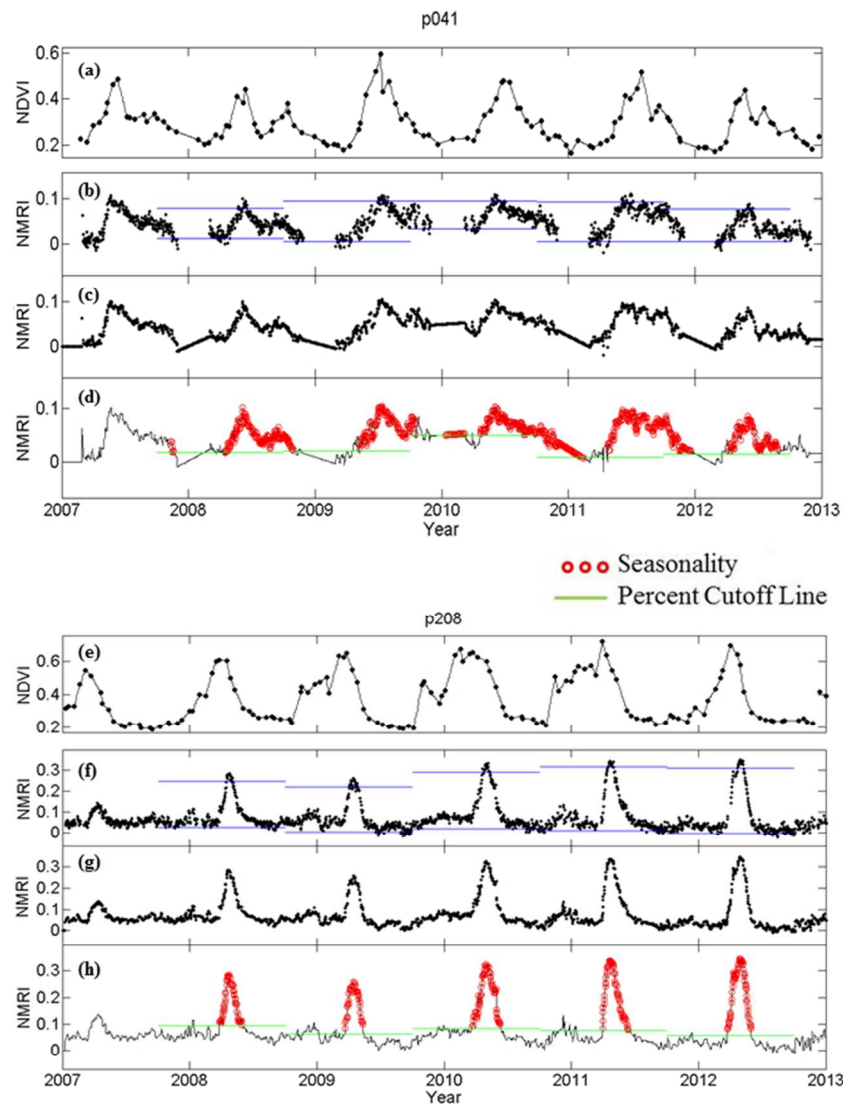 p041
(a)
NDVI
0.6
0.4
0.2
(b)
NMRI
0.1
0
(c)
NMRI
0.1
0
(d)
NMRI
0.1
0
2007 2008 2009 2010 2011 2012 2013
Year
Seasonality
Percent Cutoff Line
p208
(e)
NDVI
0.6
0.4
0.2
(f)
NMRI
0.3
0.2
0.1
0
(g)
NMRI
0.3
0.2
0.1
0
(h)
NMRI
0.3
0.2
0.1
0
2007 2008 2009 2010 2011 2012 2013
Year